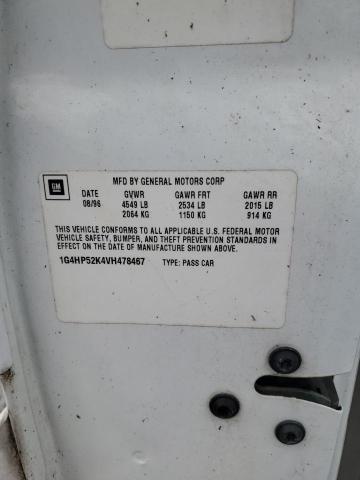 GM
MFD BY GENERAL MOTORS CORP
DATE GVWR GAWR FRT GAWR RR
08/96 4549 LB 2534 LB 2015 LB
2064 KG 1150 KG 914 KG
THIS VEHICLE CONFORMS TO ALL APPLICABLE U.S. FEDERAL MOTOR
VEHICLE SAFETY, BUMPER, AND THEFT PREVENTION STANDARDS IN
EFFECT ON THE DATE OF MANUFACTURE SHOWN ABOVE.
1G4HP52K4VH478467 TYPE: PASS CAR